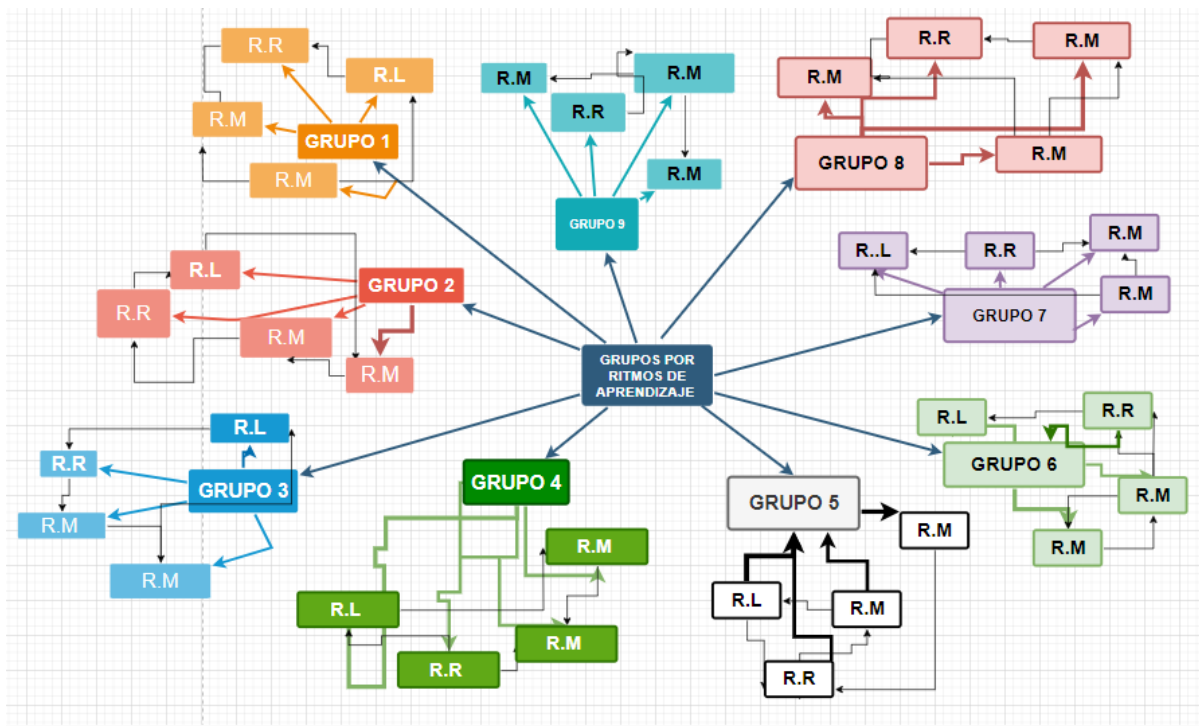 R.R
R.L
R.M
GRUPO 1
R.M
R.M
R.M
R.R
GRUPO 9
R.M
R.R
R.M
R.M
GRUPO 8
R.M
R.L
GRUPO 2
R.R
R.M
R.M
R..L
R.R
R.M
R.M
GRUPO 7
GRUPOS POR
RITMOS DE
APRENDIZAJE
R.L
R.R
GRUPO 3
R.M
R.M
GRUPO 4
R.M
R.L
R.M
R.R
GRUPO 5
R.M
R.L
R.M
R.R
R.L
R.R
GRUPO 6
R.M
R.M